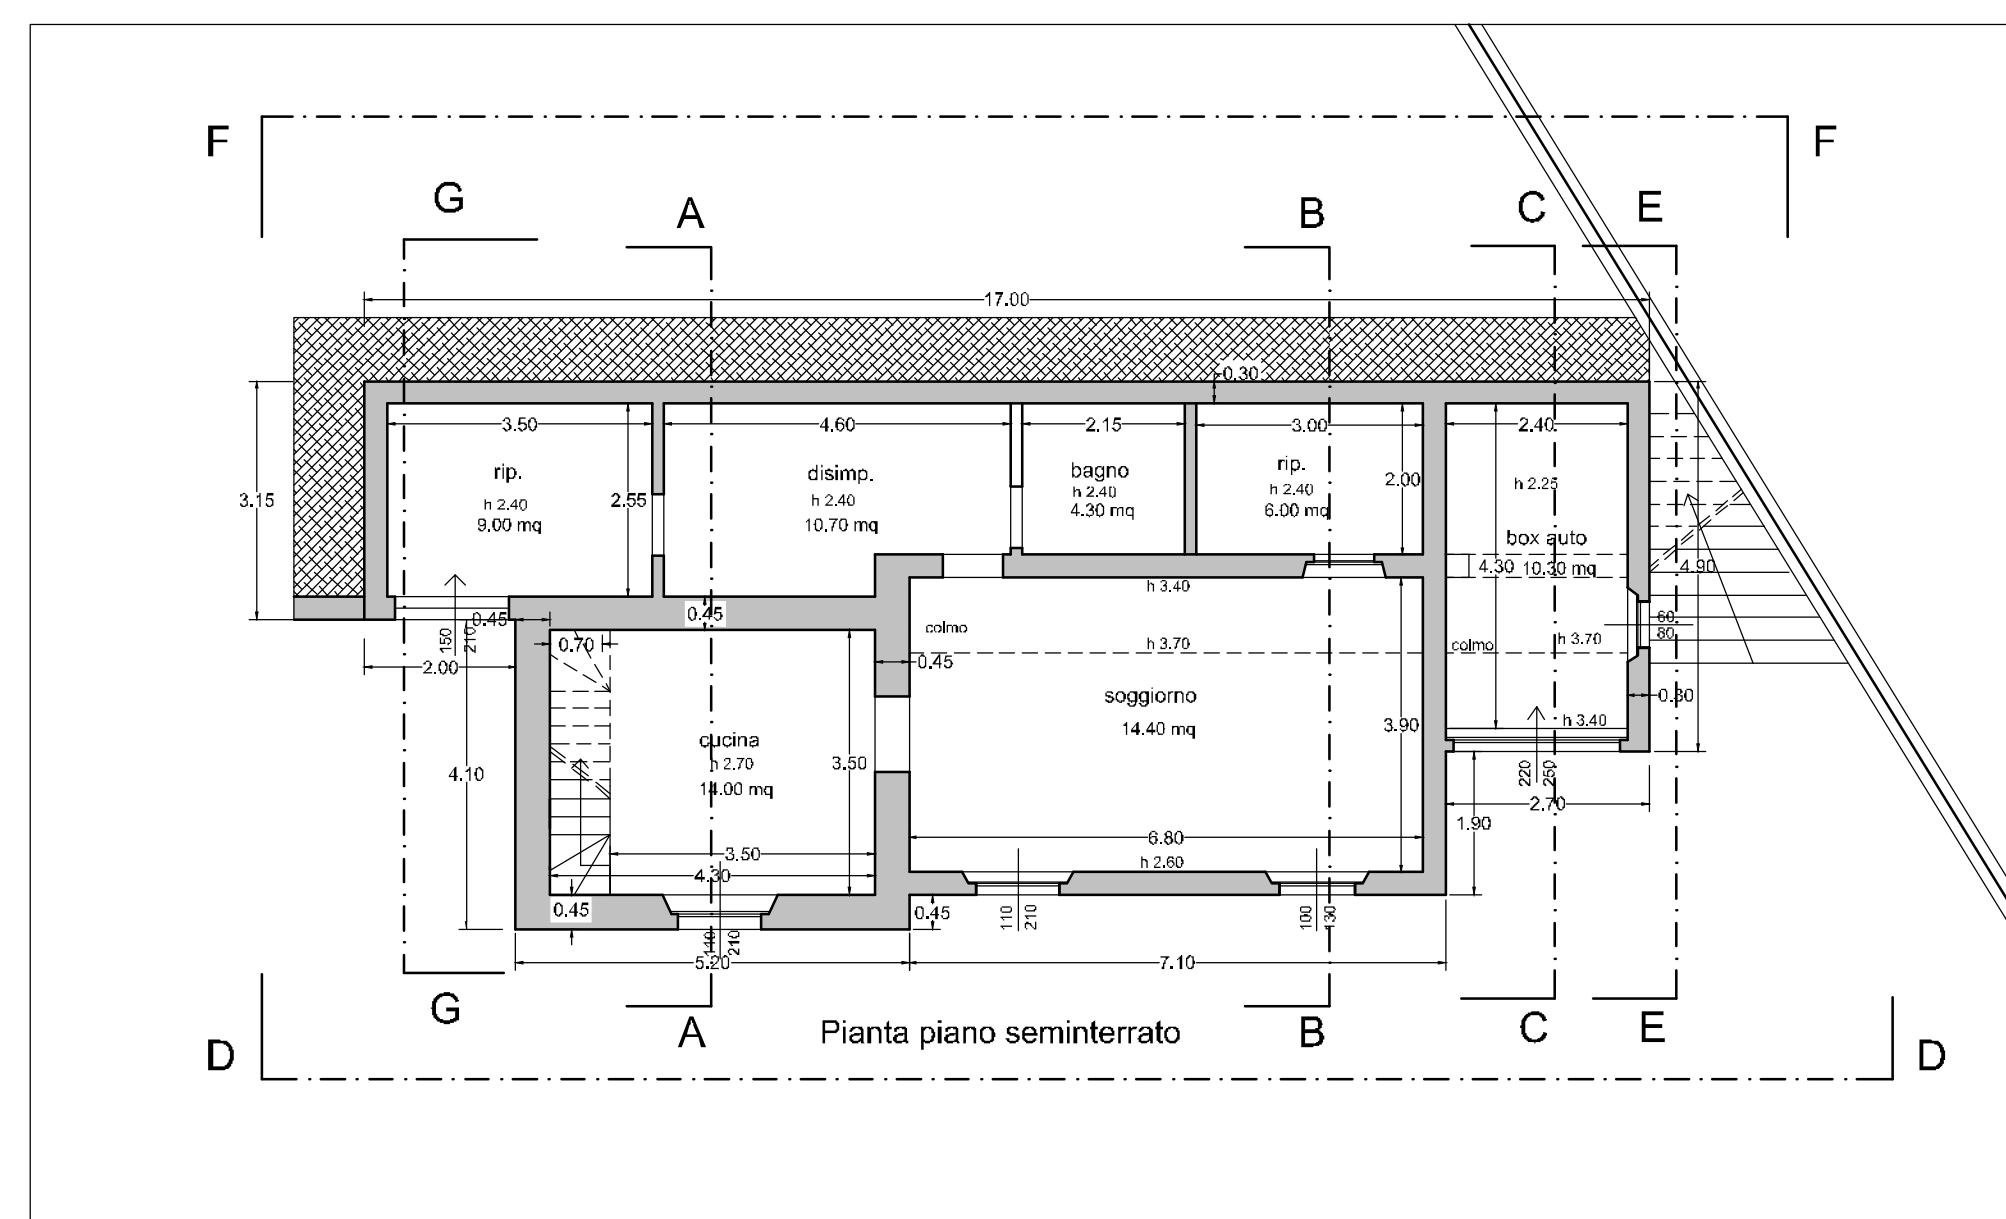 F
F
G
A
B
C
E
17.00
0.30
3.15
3.50
4.60
2.15
3.00
2.40
rip.
h 2.40
9.00 mq
2.55
disimp.
h 2.40
10.70 mq
bagno
h 2.40
4.30 mq
rip.
h 2.40
6.00 mq
2.00
h 2.25
box auto
4.30
10.30 mq
4.90
h 3.40
0.45
0.45
150
210
0.70
colmo
h 3.70
colmo
h 3.70
60
80
2.00
0.45
soggiorno
14.40 mq
0.30
h 3.40
cucina
h 2.70
14.00 mq
3.50
3.90
4.10
220
250
2.70
1.90
6.80
3.50
h 2.60
4.30
0.45
0.45
110
210
100
130
110
210
5.20
7.10
G
A
Pianta piano seminterrato
B
C
E
D
D